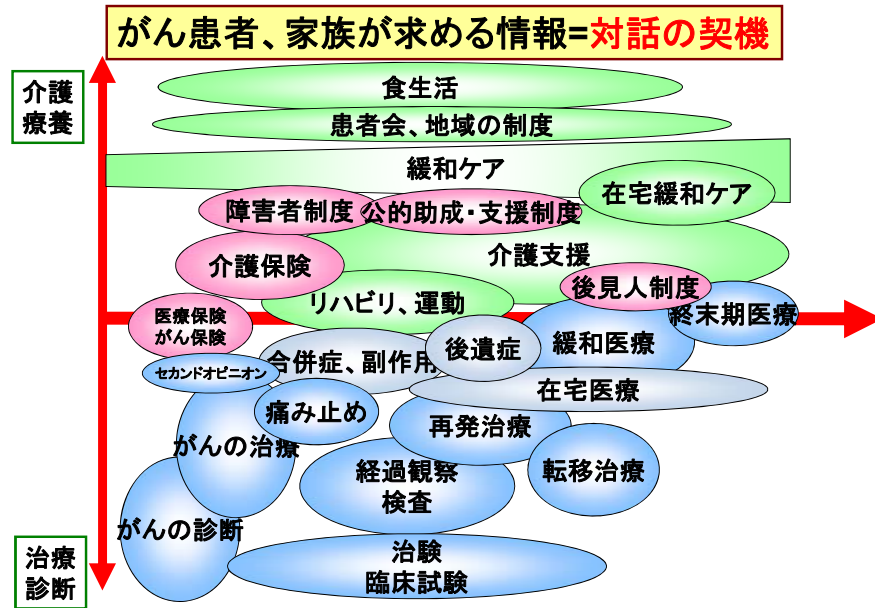 がん患者、家族が求める情報=対話の契機
介護
療養
食生活
患者会、地域の制度
緩和ケア
在宅緩和ケア
障害者制度
公的助成・支援制度
介護支援
介護保険
後見人制度
リハビリ、運動
終末期医療
医療保険
がん保険
後遺症
緩和医療
合併症、副作用
セカンドオピニオン
在宅医療
痛み止め
再発治療
がんの治療
経過観察
検査
転移治療
がんの診断
治験
臨床試験
治療
診断